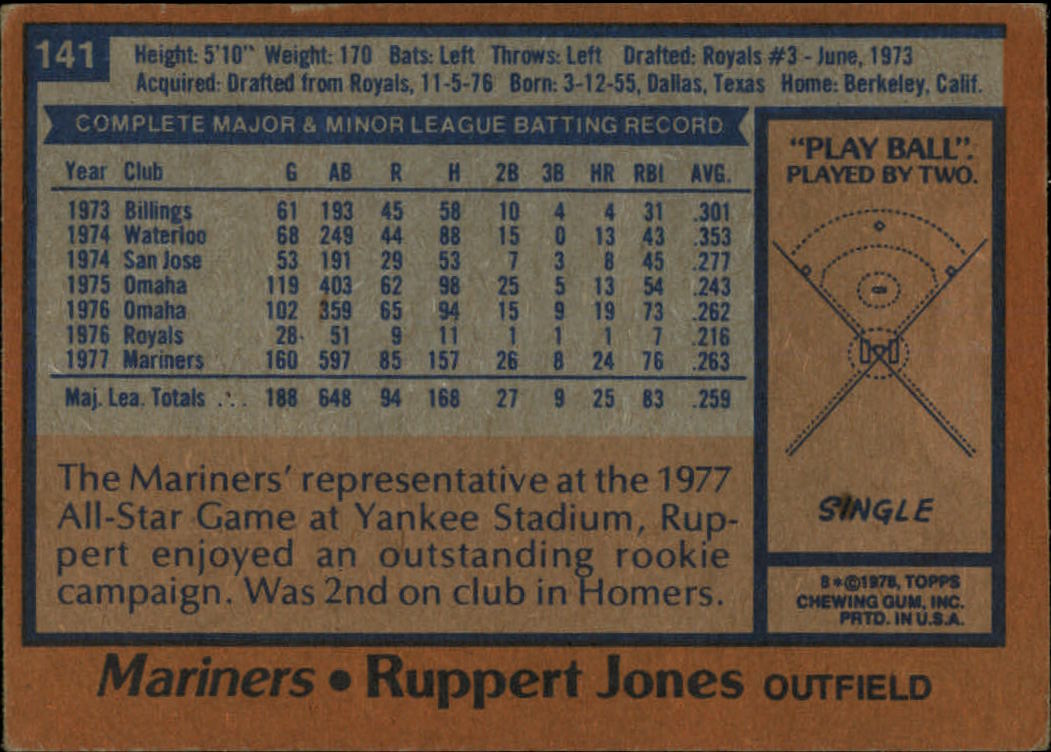 141
Height: 5'10" Weight: 170 Bats: Left Throws: Left Drafted: Royals #3 - June, 1973
Acquired: Drafted from Royals, 11-5-76 Born: 3-12-55, Dallas, Texas Home: Berkeley, Calif.
COMPLETE MAJOR & MINOR LEAGUE BATTING RECORD
Year Club G AB R H 2B 3B HR RBI AVG.
1973 Billings 61 193 45 58 10 4 4 31 .301
1974 Waterloo 68 249 44 88 15 0 13 43 .353
1974 San Jose 53 191 29 53 7 3 8 45 .277
1975 Omaha 119 403 62 98 25 5 13 54 .243
1976 Omaha 102 359 65 94 15 9 19 73 .262
1976 Royals 28 51 9 11 1 1 1 7 .216
1977 Mariners 160 597 85 157 26 8 24 76 .263
Maj. Lea. Totals ... 188 648 94 168 27 9 25 83 .259
The Mariners' representative at the 1977
All-Star Game at Yankee Stadium, Rup-
pert enjoyed an outstanding rookie
campaign. Was 2nd on club in Homers.
"PLAY BALL".
PLAYED BY TWO.
SINGLE
B*©1978, TOPPS
CHEWING GUM, INC.
PRTD. IN U.S.A.
Mariners • Ruppert Jones OUTFIELD